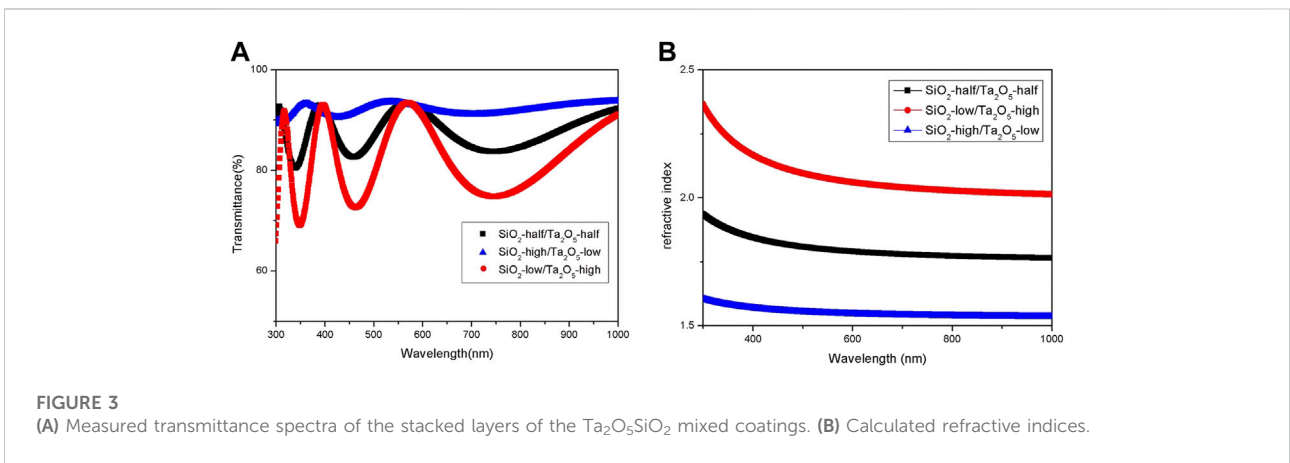 A
100
80
60
Transmittance(%)
300 400 500 600 700 800 900 1000
Wavelength(nm)
SiO₂-half/Ta₂O₅-half
SiO₂-high/Ta₂O₅-low
SiO₂-low/Ta₂O₅-high
B
2.5
2.0
1.5
refractive index
400 600 800 1000
Wavelength (nm)
SiO₂-half/Ta₂O₅-half
SiO₂-low/Ta₂O₅-high
SiO₂-high/Ta₂O₅-low
FIGURE 3
(A) Measured transmittance spectra of the stacked layers of the Ta₂O₅SiO₂ mixed coatings. (B) Calculated refractive indices.